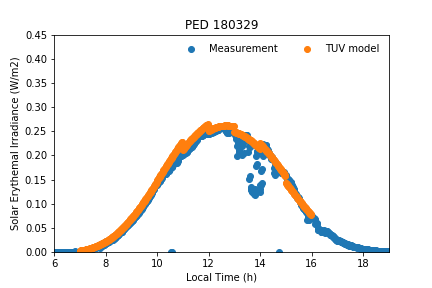 PED 180329
Measurement
TUV model
Solar Erythemal Irradiance (W/m2)
0.45
0.40
0.35
0.30
0.25
0.20
0.15
0.10
0.05
0.00
6 8 10 12 14 16 18
Local Time (h)